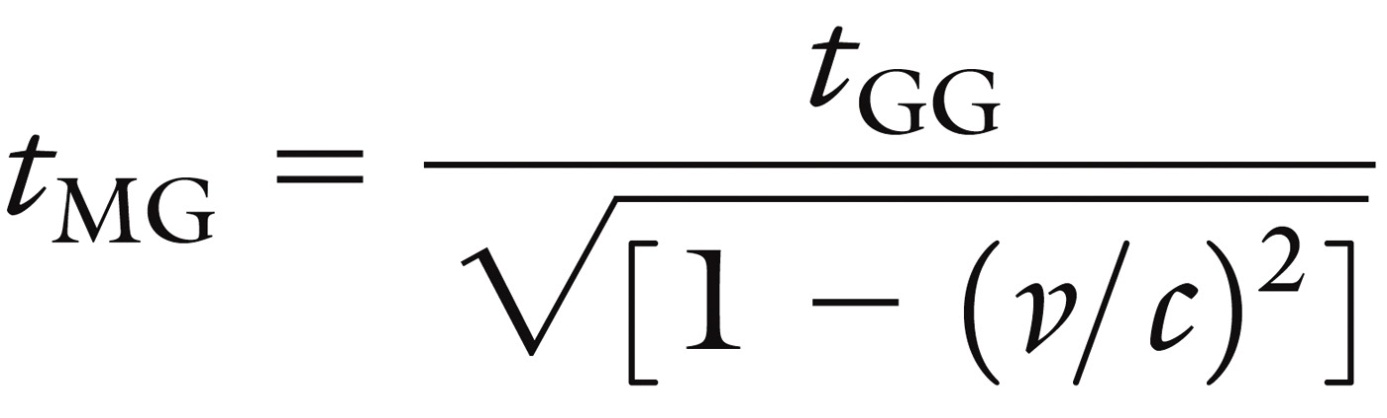 t_MG = t_GG / √[1 − (v/c)²]